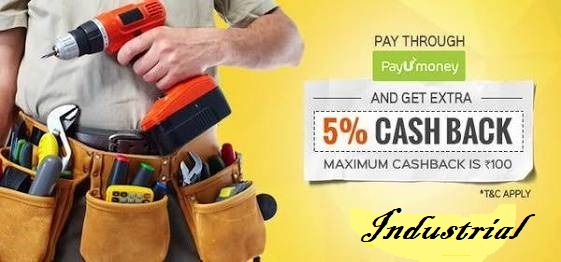 PAY THROUGH
PayUmoney
AND GET EXTRA
5% CASH BACK
MAXIMUM CASHBACK IS ₹100
*T&C APPLY
Industrial